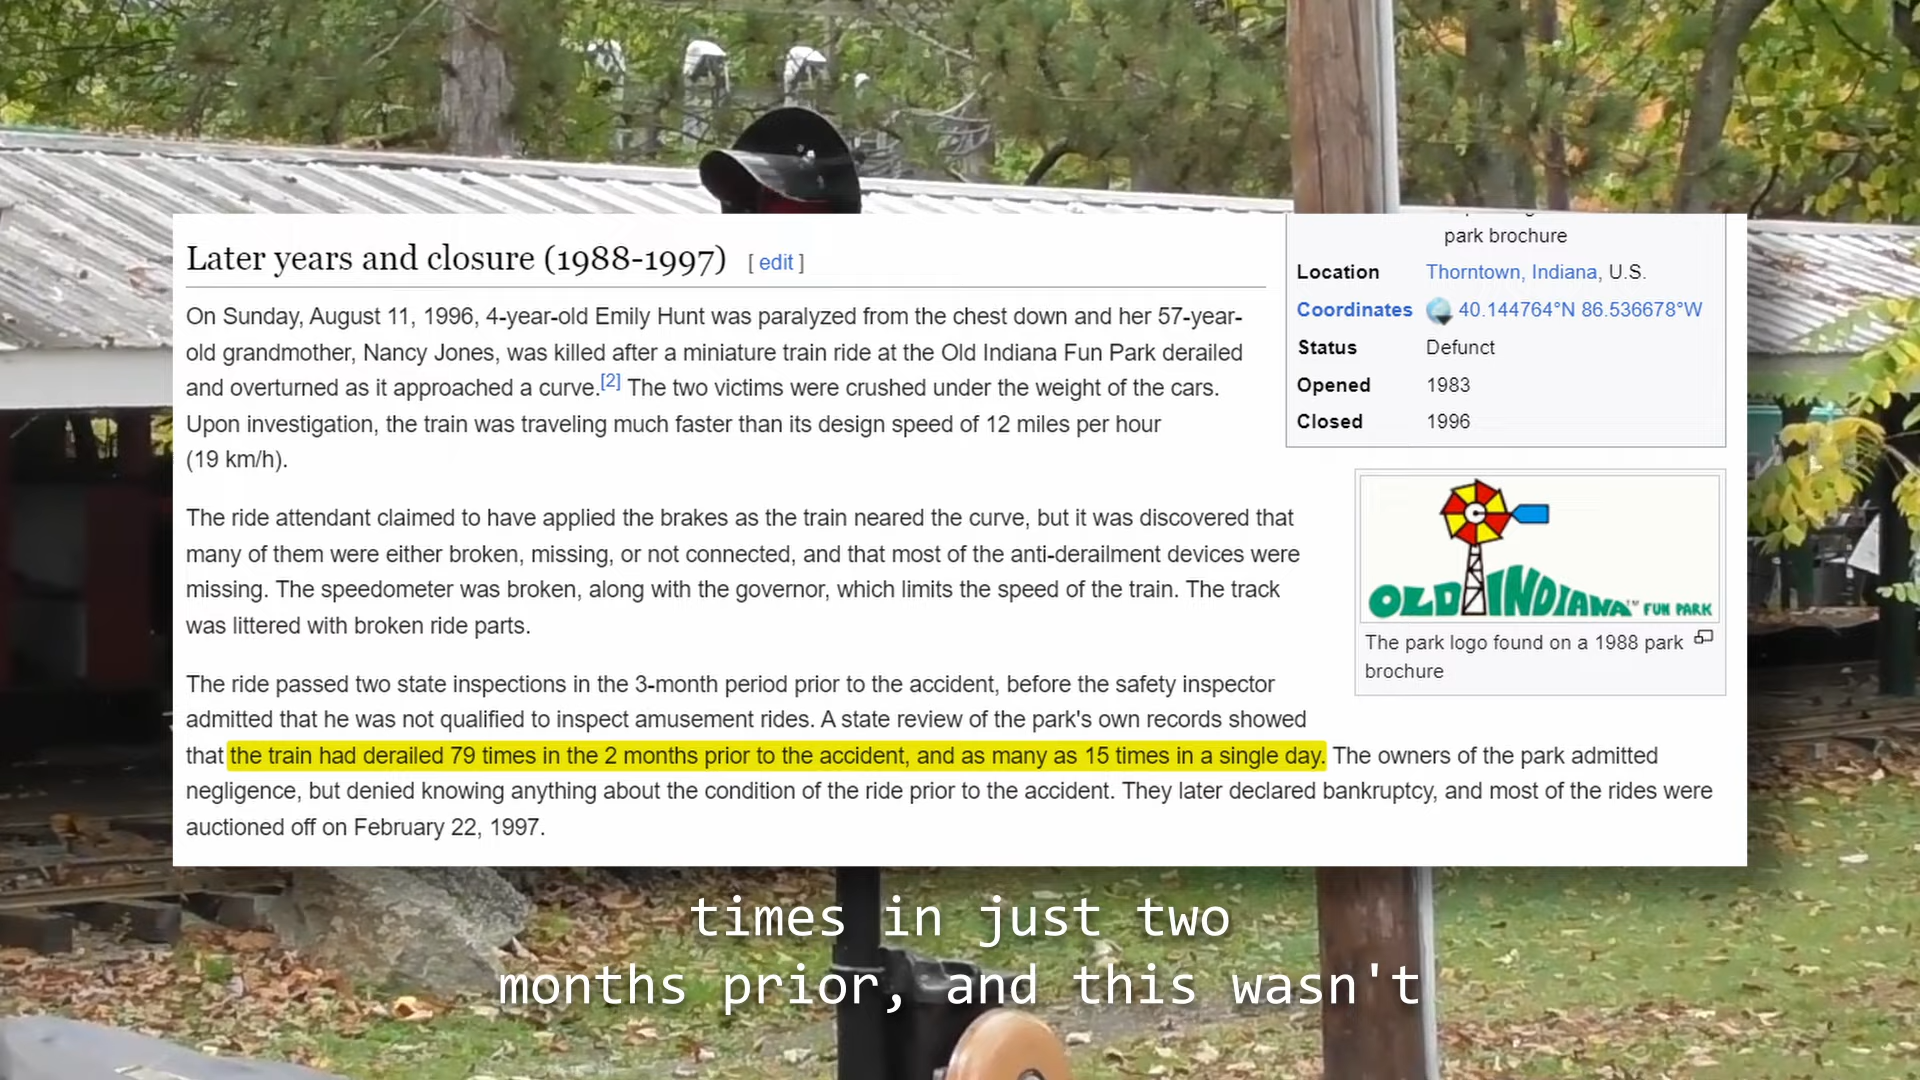 Later years and closure (1988-1997) [ edit ]
On Sunday, August 11, 1996, 4-year-old Emily Hunt was paralyzed from the chest down and her 57-year-
old grandmother, Nancy Jones, was killed after a miniature train ride at the Old Indiana Fun Park derailed
and overturned as it approached a curve.[2] The two victims were crushed under the weight of the cars.
Upon investigation, the train was traveling much faster than its design speed of 12 miles per hour
(19 km/h).
The ride attendant claimed to have applied the brakes as the train neared the curve, but it was discovered that
many of them were either broken, missing, or not connected, and that most of the anti-derailment devices were
missing. The speedometer was broken, along with the governor, which limits the speed of the train. The track
was littered with broken ride parts.
The ride passed two state inspections in the 3-month period prior to the accident, before the safety inspector
admitted that he was not qualified to inspect amusement rides. A state review of the park's own records showed
that the train had derailed 79 times in the 2 months prior to the accident, and as many as 15 times in a single day. The owners of the park admitted
negligence, but denied knowing anything about the condition of the ride prior to the accident. They later declared bankruptcy, and most of the rides were
auctioned off on February 22, 1997.
park brochure
Location Thorntown, Indiana, U.S.
Coordinates 40.144764°N 86.536678°W
Status Defunct
Opened 1983
Closed 1996
OLD INDIANA™ FUN PARK
The park logo found on a 1988 park
brochure
times in just two
months prior, and this wasn't